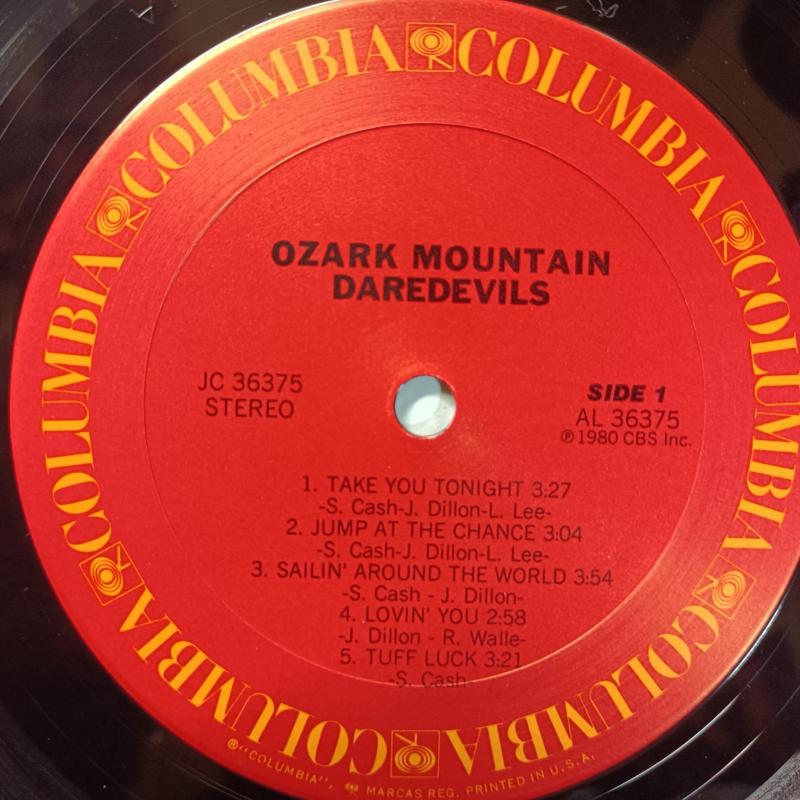 COLUMBIA COLUMBIA COLUMBIA COLUMBIA COLUMBIA COLUMBIA COLUMBIA
OZARK MOUNTAIN
DAREDEVILS
JC 36375
STEREO
SIDE 1
AL 36375
℗1980 CBS Inc.
1. TAKE YOU TONIGHT 3:27
-S. Cash-J. Dillon-L. Lee-
2. JUMP AT THE CHANCE 3:04
-S. Cash-J. Dillon-L. Lee-
3. SAILIN' AROUND THE WORLD 3:54
-S. Cash - J. Dillon-
4. LOVIN' YOU 2:58
-J. Dillon - R. Walle-
5. TUFF LUCK 3:21
-S. Cash-
®"COLUMBIA", MARCAS REG. PRINTED IN U.S.A.